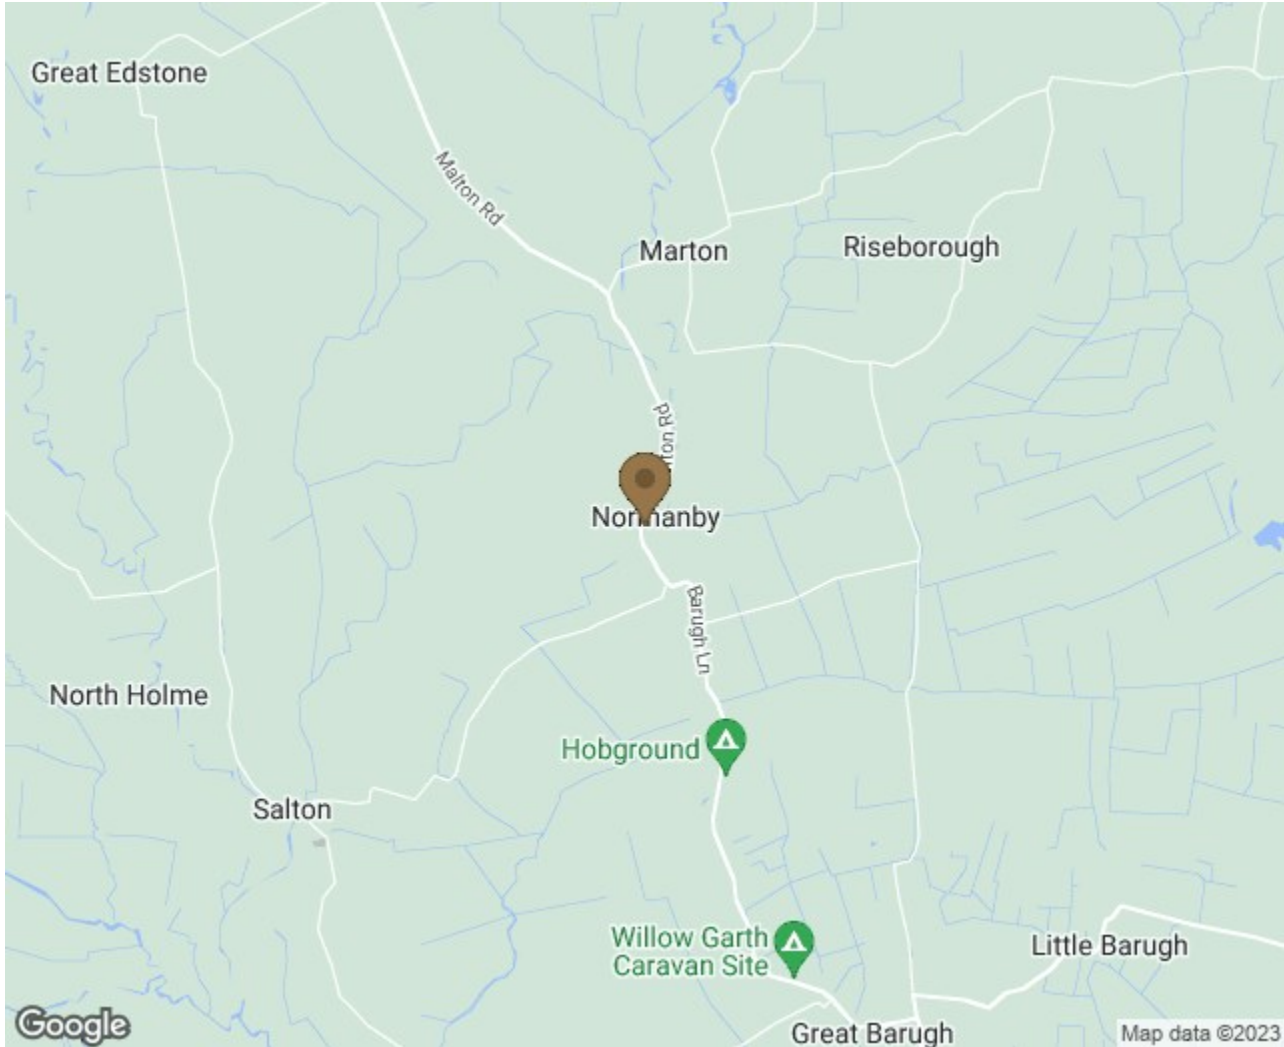 Great Edstone
Malton Rd
Marton
Riseborough
Rd
Normanby
Barugh Ln
North Holme
Hobground
Salton
Willow Garth
Caravan Site
Little Barugh
Great Barugh
Google
Map data ©2023